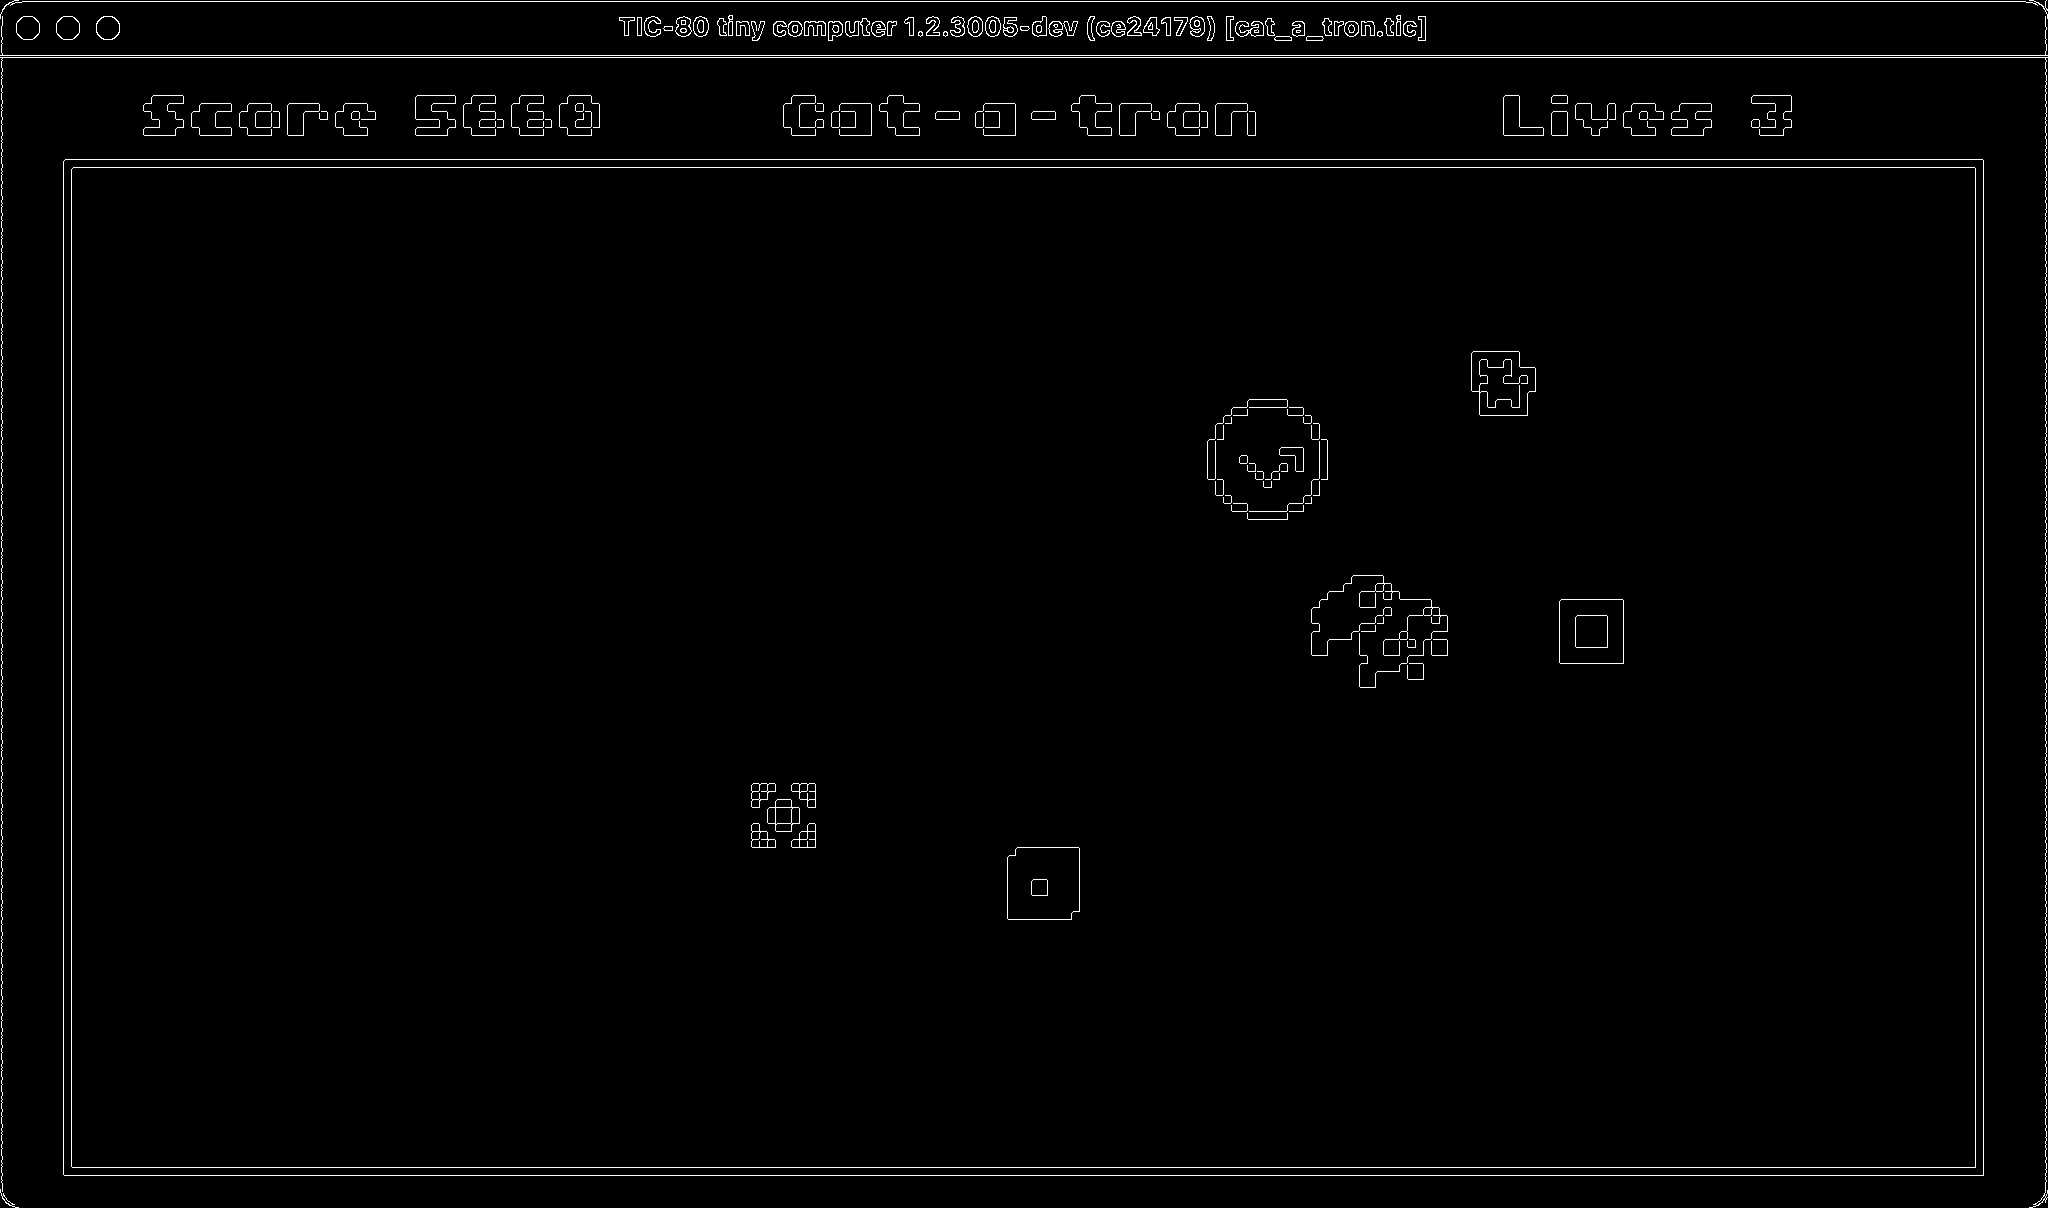 TIC-80 tiny computer 1.2.3005-dev (ce24179) [cat_a_tron.tic]
Score 5660 Cat-a-tron Lives 3